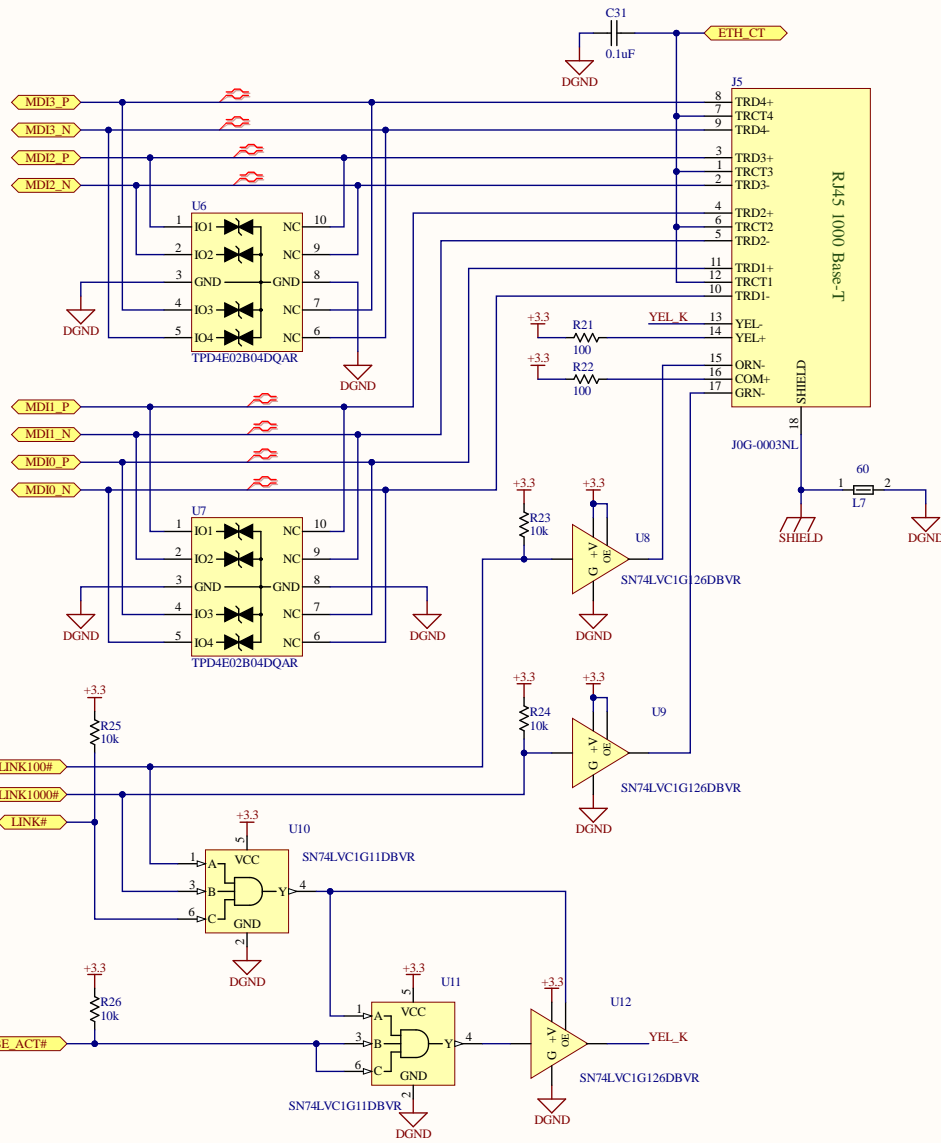 C31
0.1uF
DGND
ETH_CT
J5
MDI3_P
MDI3_N
MDI2_P
MDI2_N
8 TRD4+
7 TRCT4
9 TRD4-
3 TRD3+
1 TRCT3
2 TRD3-
4 TRD2+
6 TRCT2
5 TRD2-
11 TRD1+
12 TRCT1
10 TRD1-
13 YEL-
14 YEL+
15 ORN-
16 COM+
17 GRN-
RJ45 1000 Base-T
SHIELD
18
J0G-0003NL
YEL_K
+3.3
R21
100
+3.3
R22
100
U6
1 IO1 NC 10
2 IO2 NC 9
3 GND GND 8
4 IO3 NC 7
5 IO4 NC 6
TPD4E02B04DQAR
DGND
DGND
MDI1_P
MDI1_N
MDI0_P
MDI0_N
U7
1 IO1 NC 10
2 IO2 NC 9
3 GND GND 8
4 IO3 NC 7
5 IO4 NC 6
TPD4E02B04DQAR
DGND
DGND
60
1 2
L7
SHIELD
DGND
+3.3
R23
10k
+3.3
U8
G +V OE
SN74LVC1G126DBVR
DGND
+3.3
R24
10k
+3.3
U9
G +V OE
SN74LVC1G126DBVR
DGND
+3.3
R25
10k
LINK100#
LINK1000#
LINK#
+3.3
U10
5
VCC
SN74LVC1G11DBVR
1 A
3 B Y 4
6 C
GND
2
DGND
+3.3
R26
10k
E_ACT#
+3.3
U11
5
VCC
1 A
3 B Y 4
6 C
GND
2
SN74LVC1G11DBVR
DGND
+3.3
U12
G +V OE
YEL_K
SN74LVC1G126DBVR
DGND